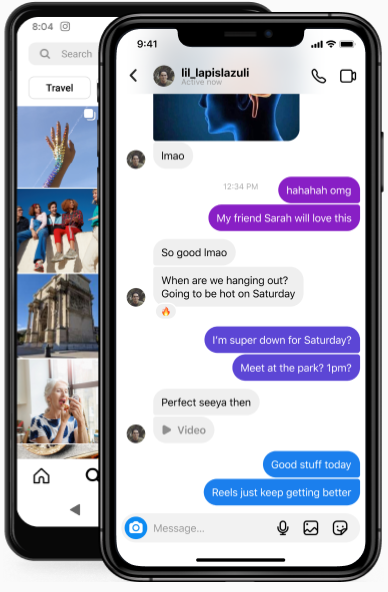 8:04
Search
Travel
9:41
lil_lapislazuli
Active now
lmao
12:34 PM
hahahah omg
My friend Sarah will love this
So good lmao
When are we hanging out?
Going to be hot on Saturday
I'm super down for Saturday?
Meet at the park? 1pm?
Perfect seeya then
Video
Good stuff today
Reels just keep getting better
Message...